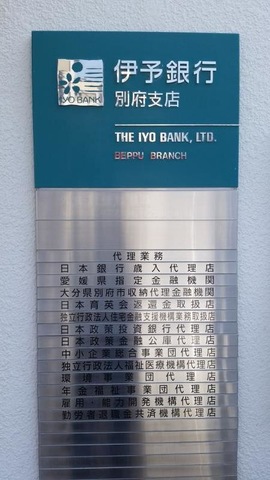 IYO BANK
伊予銀行
別府支店
THE IYO BANK, LTD.
BEPPU BRANCH
代理業務
日本銀行歳入代理店
愛媛県指定金融機関
大分県別府市収納代理金融機関
日本育英会返還金取扱店
独立行政法人住宅金融支援機構業務取扱店
日本政策投資銀行代理店
日本政策金融公庫代理店
中小企業総合事業団代理店
独立行政法人福祉医療機構代理店
環境事業団代理店
年金福祉事業団代理店
雇用・能力開発機構代理店
勤労者退職金共済機構代理店